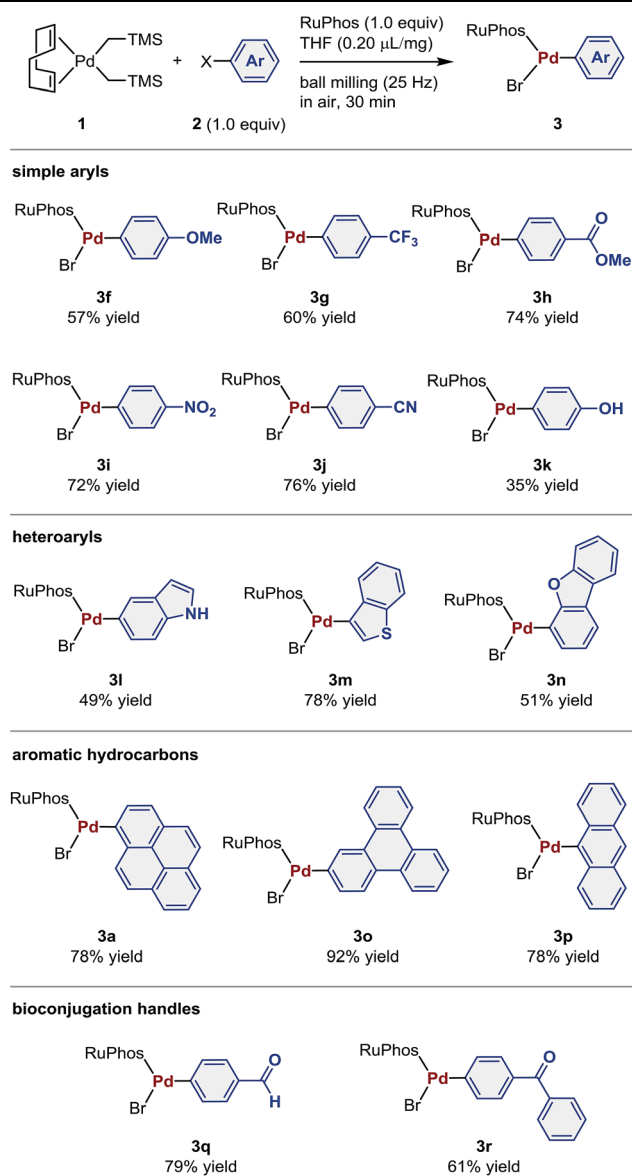 RuPhos (1.0 equiv)
THF (0.20 μL/mg)
ball milling (25 Hz)
in air, 30 min
Pd
TMS
TMS
+
X
Ar
RuPhos
Pd
Ar
Br
1
2 (1.0 equiv)
3
simple aryls
RuPhos
Pd
OMe
Br
3f
57% yield
RuPhos
Pd
CF3
Br
3g
60% yield
RuPhos
Pd
O
OMe
Br
3h
74% yield
RuPhos
Pd
NO2
Br
3i
72% yield
RuPhos
Pd
CN
Br
3j
76% yield
RuPhos
Pd
OH
Br
3k
35% yield
heteroaryls
RuPhos
Pd
NH
Br
3l
49% yield
RuPhos
Pd
S
Br
3m
78% yield
RuPhos
O
Pd
Br
3n
51% yield
aromatic hydrocarbons
RuPhos
Pd
Br
3a
78% yield
RuPhos
Pd
Br
3o
92% yield
RuPhos
Pd
Br
3p
78% yield
bioconjugation handles
RuPhos
Pd
O
H
Br
3q
79% yield
RuPhos
Pd
O
Br
3r
61% yield